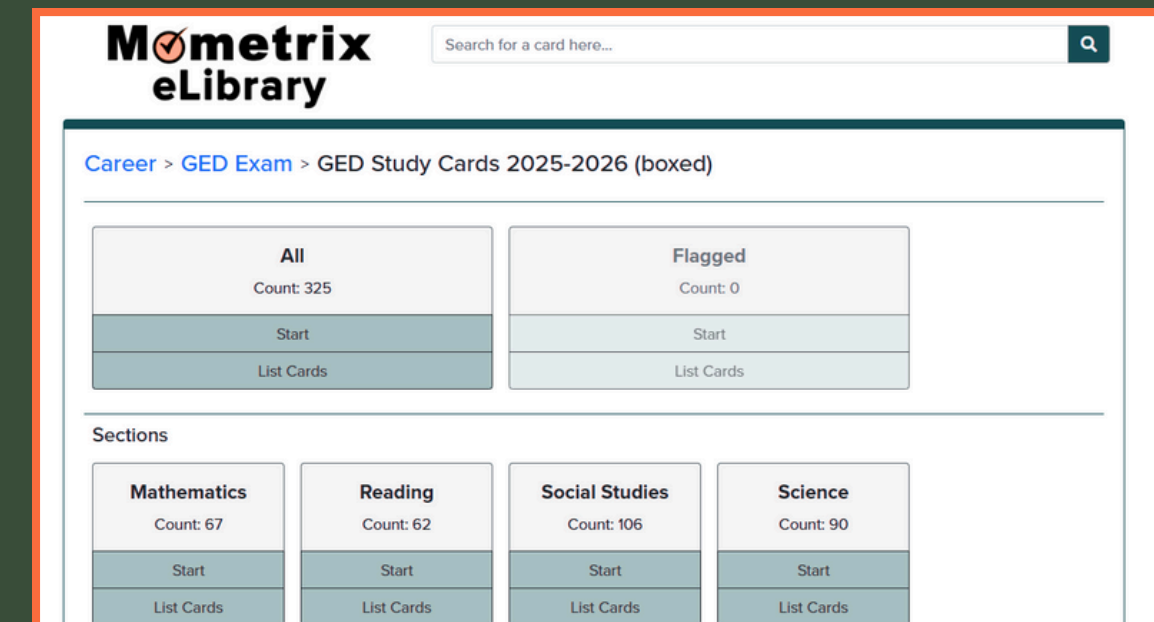 Mometrix
eLibrary
Search for a card here...
Career > GED Exam > GED Study Cards 2025-2026 (boxed)
All
Count: 325
Start
List Cards
Flagged
Count: 0
Start
List Cards
Sections
Mathematics
Count: 67
Start
List Cards
Reading
Count: 62
Start
List Cards
Social Studies
Count: 106
Start
List Cards
Science
Count: 90
Start
List Cards